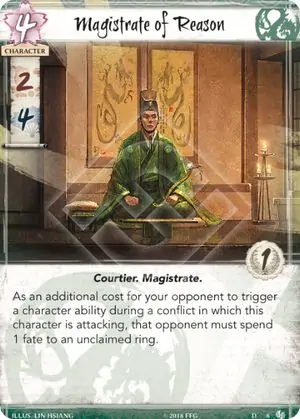 4
Magistrate of Reason
CHARACTER
2
4
1
Courtier. Magistrate.
As an additional cost for your opponent to trigger
a character ability during a conflict in which this
character is attacking, that opponent must spend
1 fate to an unclaimed ring.
ILLUS. LIN HSIANG
© 2018 FFG
D